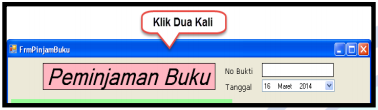 Klik Dua Kali
FrmPinjamBuku
Peminjaman Buku
No Bukti
Tanggal
16 Maret 2014